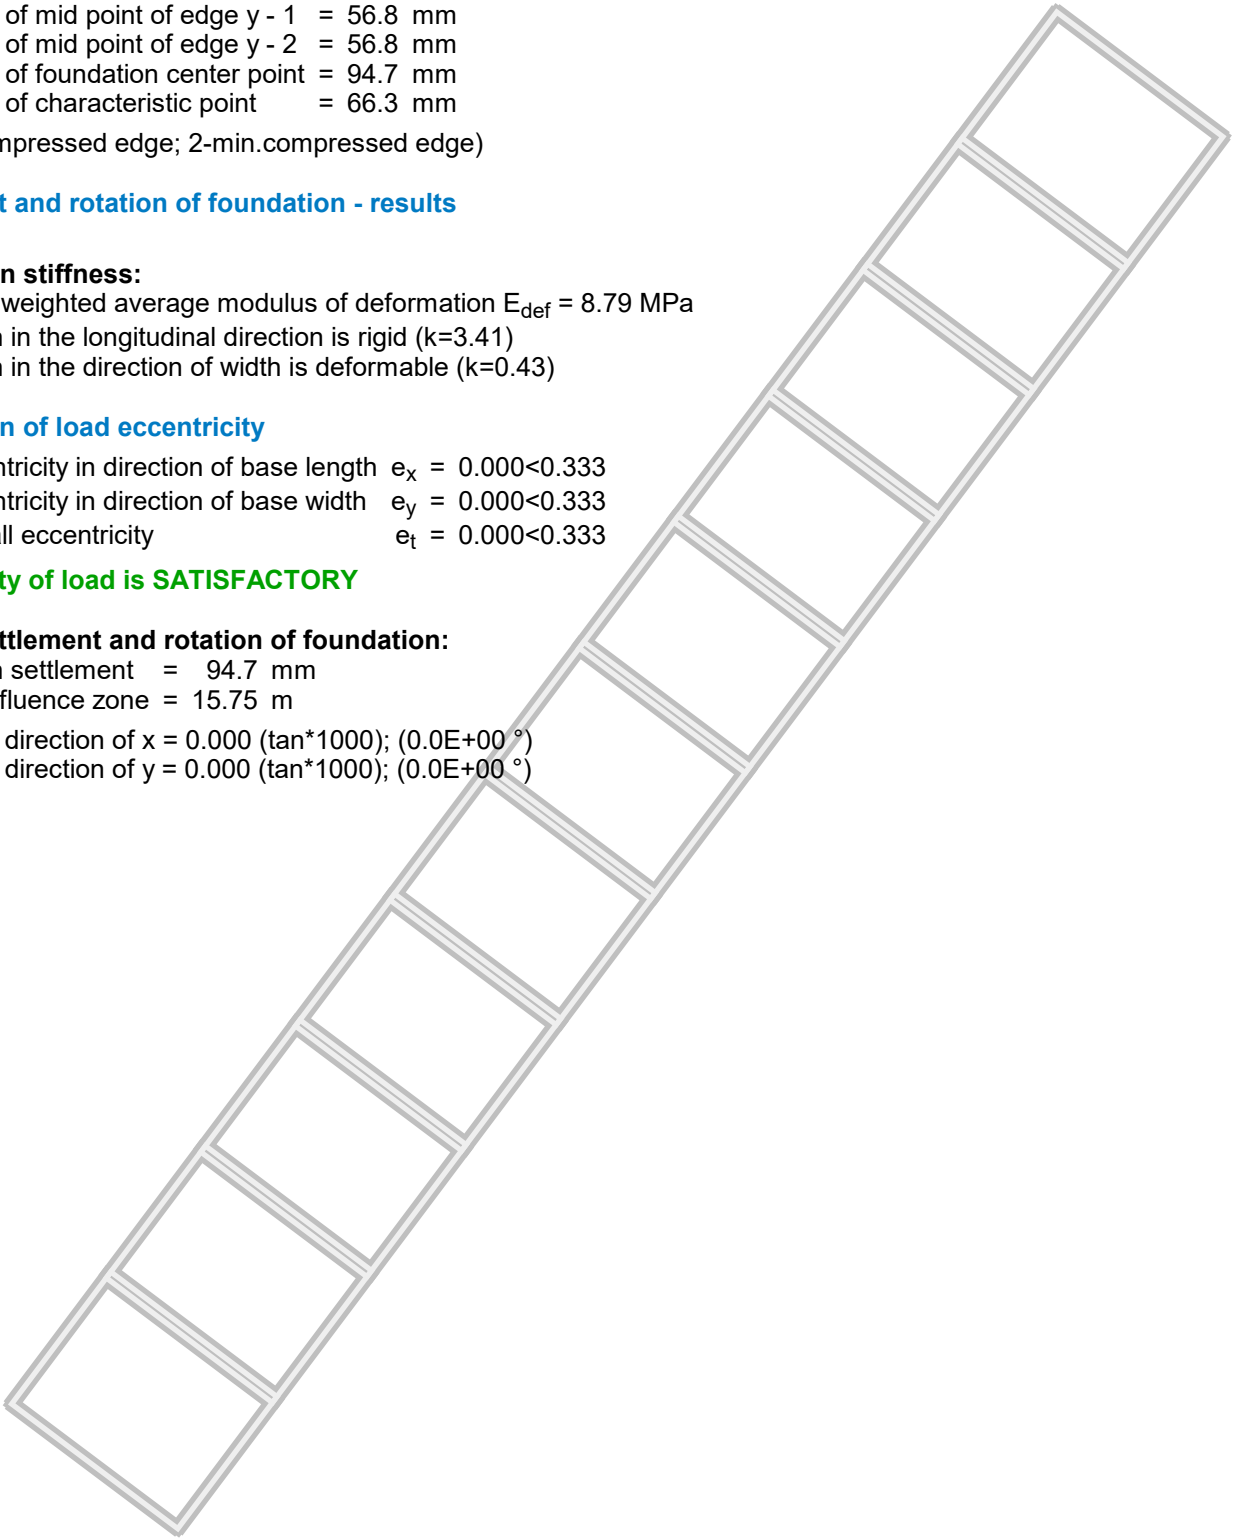 of mid point of edge y - 1 = 56.8 mm
of mid point of edge y - 2 = 56.8 mm
of foundation center point = 94.7 mm
of characteristic point = 66.3 mm
mpressed edge; 2-min.compressed edge)
t and rotation of foundation - results
n stiffness:
weighted average modulus of deformation Edef = 8.79 MPa
n in the longitudinal direction is rigid (k=3.41)
n in the direction of width is deformable (k=0.43)
n of load eccentricity
ntricity in direction of base length ex = 0.000<0.333
ntricity in direction of base width ey = 0.000<0.333
ll eccentricity et = 0.000<0.333
ty of load is SATISFACTORY
ttlement and rotation of foundation:
n settlement = 94.7 mm
fluence zone = 15.75 m
direction of x = 0.000 (tan*1000); (0.0E+00 °)
direction of y = 0.000 (tan*1000); (0.0E+00 °)